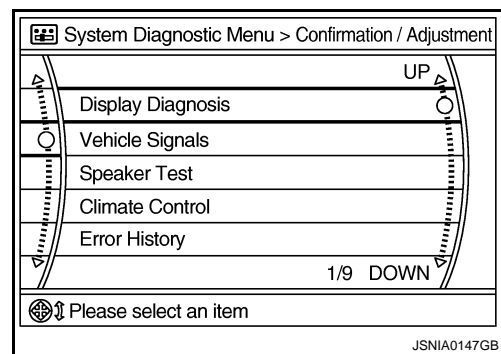 System Diagnostic Menu > Confirmation / Adjustment
UP
Display Diagnosis
Vehicle Signals
Speaker Test
Climate Control
Error History
1/9 DOWN
Please select an item
JSNIA0147GB